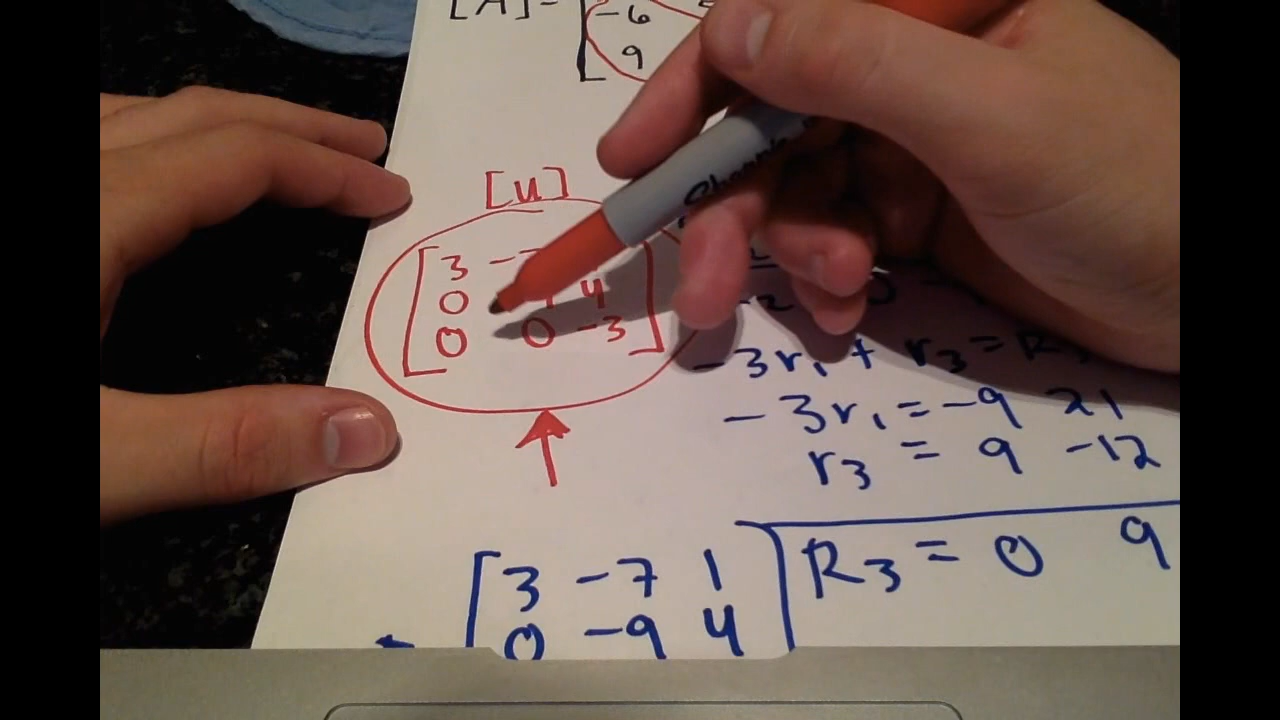 [A]=
-6
9
[u]
3 -7
0 4
0 0 -3
Sharpie
-3r₁ + r₃ = R₃
-3r₁ = -9 21
r₃ = 9 -12
R₃ = 0 9
3 -7 1
0 -9 4